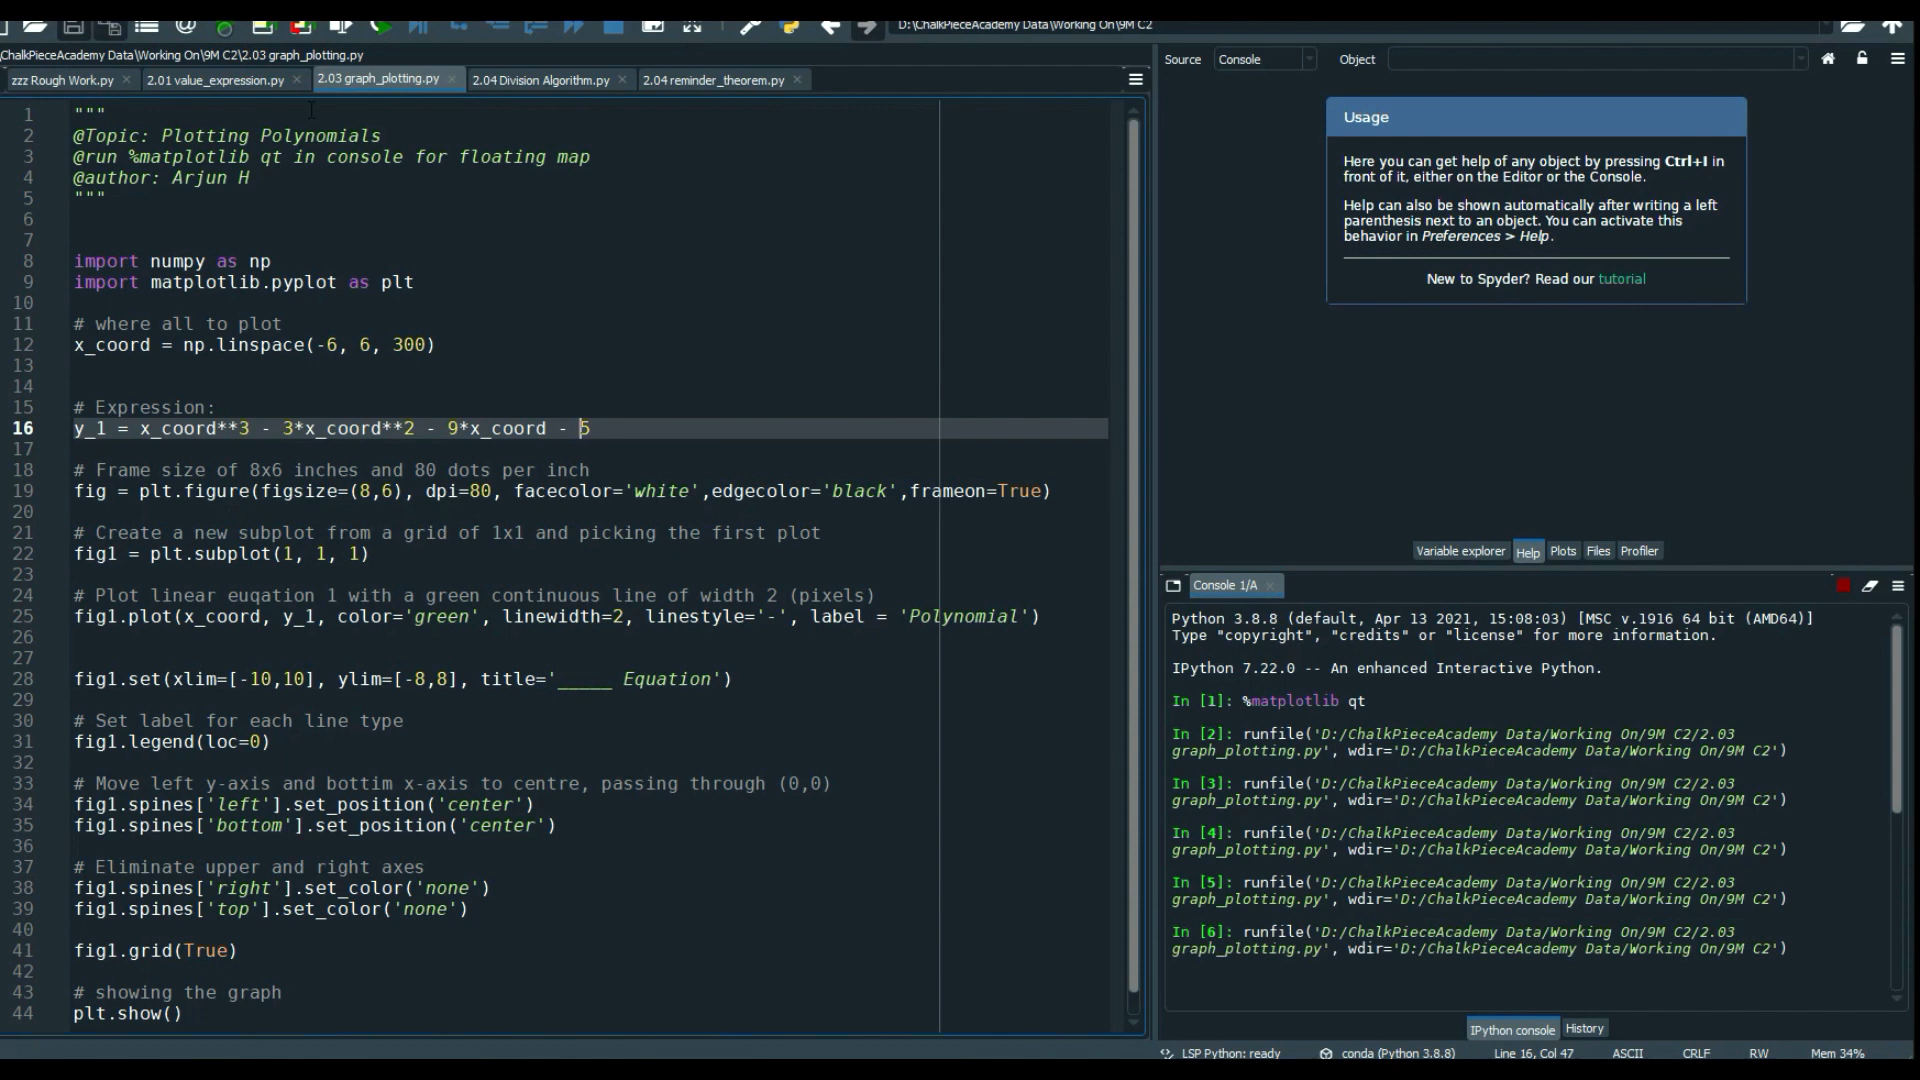 D:\ChalkPieceAcademy Data\Working On\9M C2
ChalkPieceAcademy Data\Working On\9M C2\2.03 graph_plotting.py
zzz Rough Work.py
2.01 value_expression.py
2.03 graph_plotting.py
2.04 Division Algorithm.py
2.04 reminder_theorem.py
1 """
2 @Topic: Plotting Polynomials
3 @run %matplotlib qt in console for floating map
4 @author: Arjun H
5 """
6
7
8 import numpy as np
9 import matplotlib.pyplot as plt
10
11 # where all to plot
12 x_coord = np.linspace(-6, 6, 300)
13
14
15 # Expression:
16 y_1 = x_coord**3 - 3*x_coord**2 - 9*x_coord - 5
17
18 # Frame size of 8x6 inches and 80 dots per inch
19 fig = plt.figure(figsize=(8,6), dpi=80, facecolor='white',edgecolor='black',frameon=True)
20
21 # Create a new subplot from a grid of 1x1 and picking the first plot
22 fig1 = plt.subplot(1, 1, 1)
23
24 # Plot linear euqation 1 with a green continuous line of width 2 (pixels)
25 fig1.plot(x_coord, y_1, color='green', linewidth=2, linestyle='-', label = 'Polynomial')
26
27
28 fig1.set(xlim=[-10,10], ylim=[-8,8], title='_____ Equation')
29
30 # Set label for each line type
31 fig1.legend(loc=0)
32
33 # Move left y-axis and bottim x-axis to centre, passing through (0,0)
34 fig1.spines['left'].set_position('center')
35 fig1.spines['bottom'].set_position('center')
36
37 # Eliminate upper and right axes
38 fig1.spines['right'].set_color('none')
39 fig1.spines['top'].set_color('none')
40
41 fig1.grid(True)
42
43 # showing the graph
44 plt.show()
Source Console Object
Usage
Here you can get help of any object by pressing Ctrl+I in
front of it, either on the Editor or the Console.
Help can also be shown automatically after writing a left
parenthesis next to an object. You can activate this
behavior in Preferences > Help.
New to Spyder? Read our tutorial
Variable explorer Help Plots Files Profiler
Console 1/A
Python 3.8.8 (default, Apr 13 2021, 15:08:03) [MSC v.1916 64 bit (AMD64)]
Type "copyright", "credits" or "license" for more information.
IPython 7.22.0 -- An enhanced Interactive Python.
In [1]: %matplotlib qt
In [2]: runfile('D:/ChalkPieceAcademy Data/Working On/9M C2/2.03
graph_plotting.py', wdir='D:/ChalkPieceAcademy Data/Working On/9M C2')
In [3]: runfile('D:/ChalkPieceAcademy Data/Working On/9M C2/2.03
graph_plotting.py', wdir='D:/ChalkPieceAcademy Data/Working On/9M C2')
In [4]: runfile('D:/ChalkPieceAcademy Data/Working On/9M C2/2.03
graph_plotting.py', wdir='D:/ChalkPieceAcademy Data/Working On/9M C2')
In [5]: runfile('D:/ChalkPieceAcademy Data/Working On/9M C2/2.03
graph_plotting.py', wdir='D:/ChalkPieceAcademy Data/Working On/9M C2')
In [6]: runfile('D:/ChalkPieceAcademy Data/Working On/9M C2/2.03
graph_plotting.py', wdir='D:/ChalkPieceAcademy Data/Working On/9M C2')
IPython console History
LSP Python: ready conda (Python 3.8.8) Line 16, Col 47 ASCII CRLF RW Mem 34%